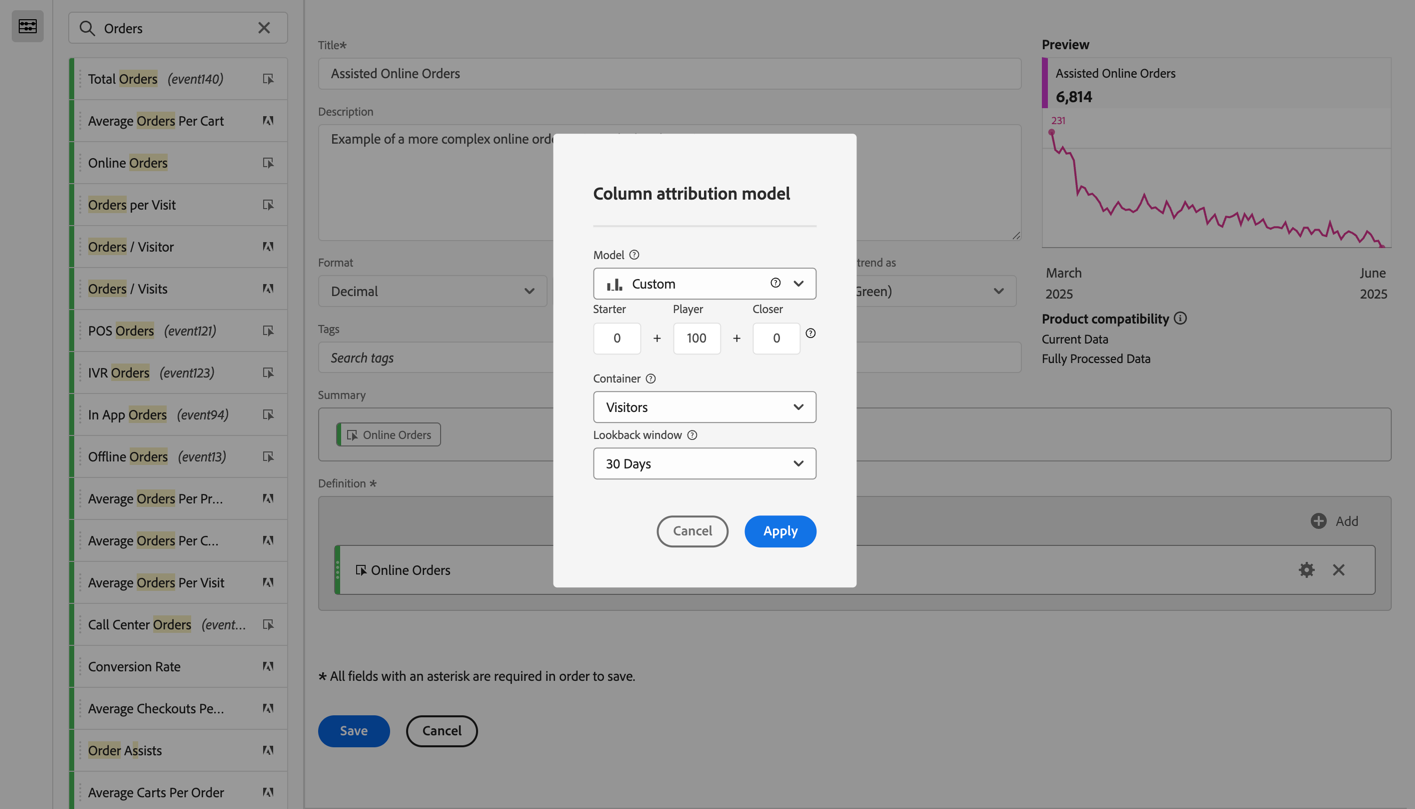 Orders
Total Orders (event140)
Average Orders Per Cart
Online Orders
Orders per Visit
Orders / Visitor
Orders / Visits
POS Orders (event121)
IVR Orders (event123)
In App Orders (event94)
Offline Orders (event13)
Average Orders Per Pr...
Average Orders Per C...
Average Orders Per Visit
Call Center Orders (event...
Conversion Rate
Average Checkouts Pe...
Order Assists
Average Carts Per Order
Title*
Assisted Online Orders
Description
Example of a more complex online
Format
Decimal
trend as
Green)
Tags
Search tags
Summary
Online Orders
Definition *
Add
Online Orders
* All fields with an asterisk are required in order to save.
Save Cancel
Column attribution model
Model
Custom
Starter Player Closer
0 + 100 + 0
Container
Visitors
Lookback window
30 Days
Cancel Apply
Preview
Assisted Online Orders
6,814
231
March June
2025 2025
Product compatibility
Current Data
Fully Processed Data